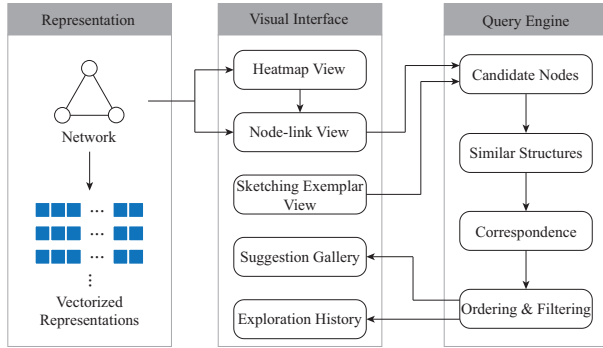 Representation
Network
...
...
...
Vectorized
Representations
Visual Interface
Heatmap View
Node-link View
Sketching Exemplar
View
Suggestion Gallery
Exploration History
Query Engine
Candidate Nodes
Similar Structures
Correspondence
Ordering & Filtering